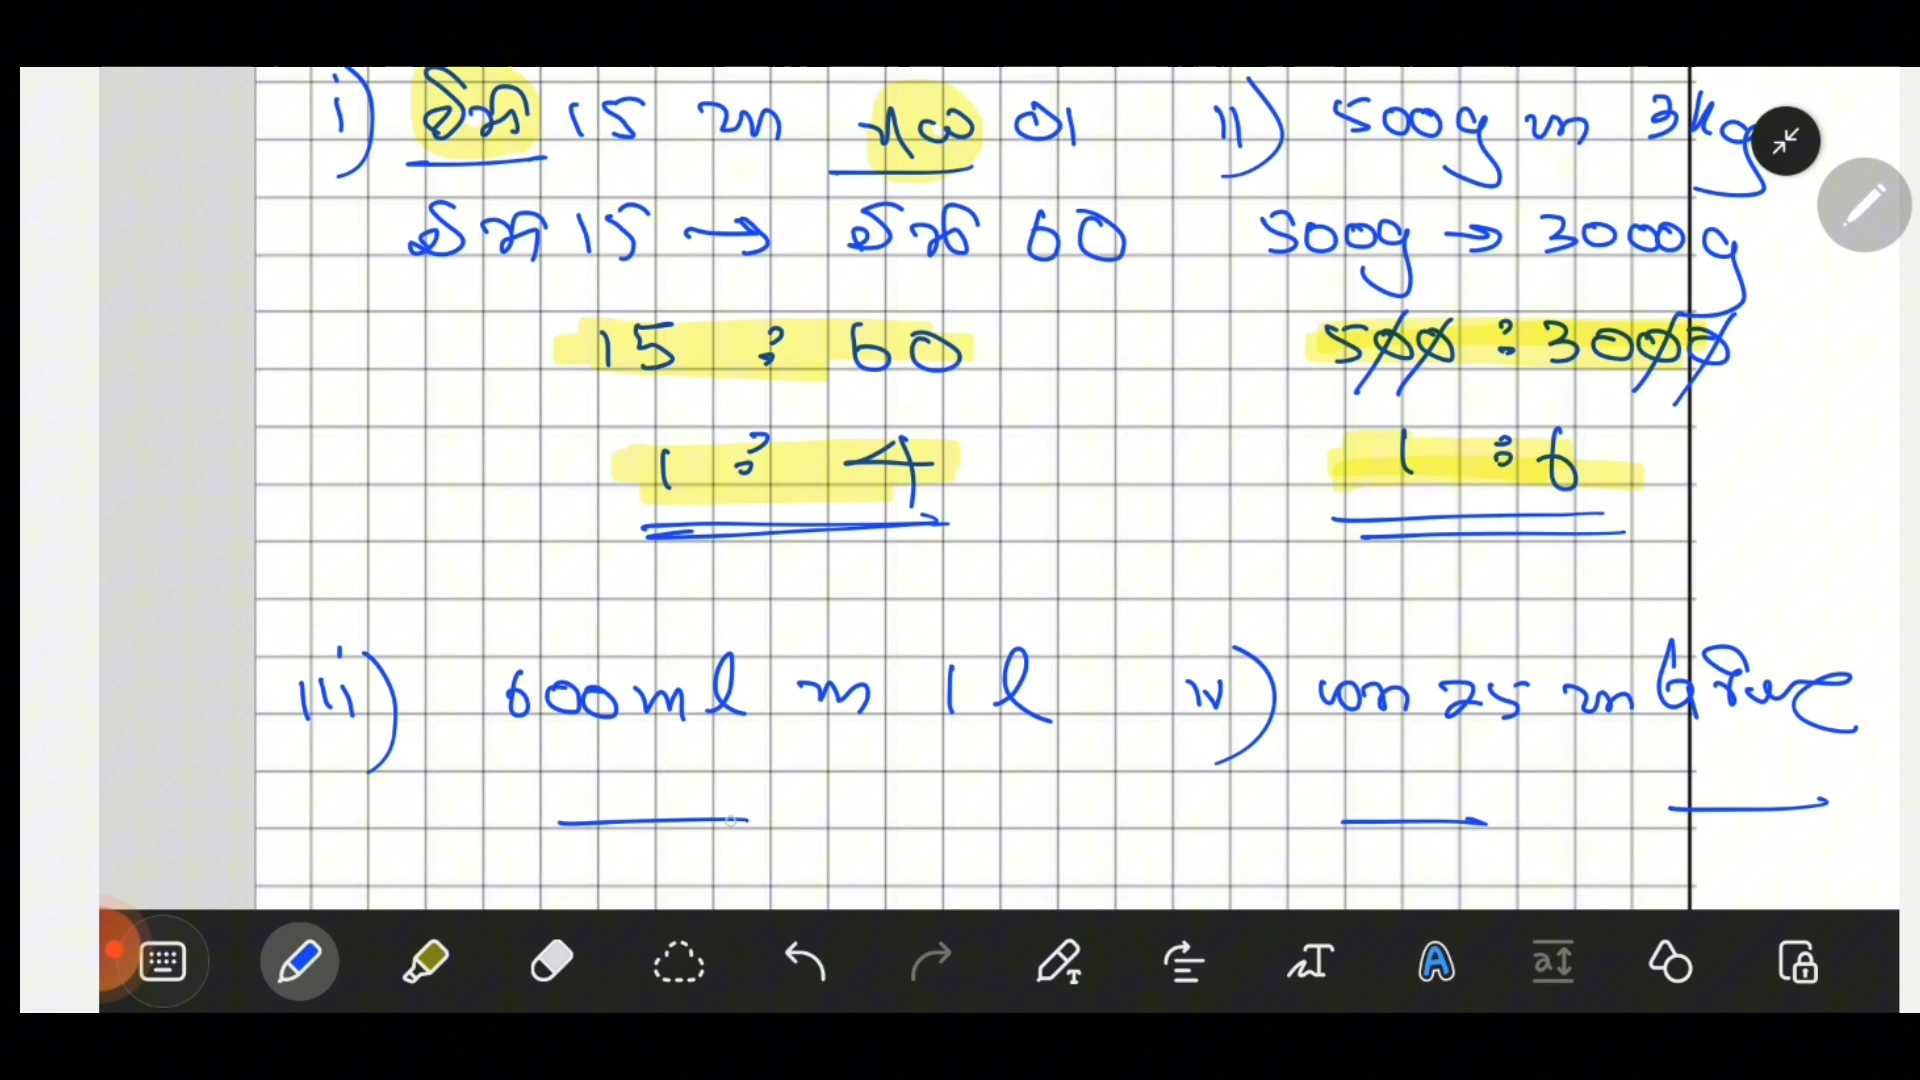 i) මිනි 15 හා පැය 01
ii) 500g හා 3kg
මිනි 15 → මිනි 60
500g → 3000g
15 : 60
500 : 3000
1 : 4
1 : 6
iii) 600ml හා 1l
iv) 25 හා